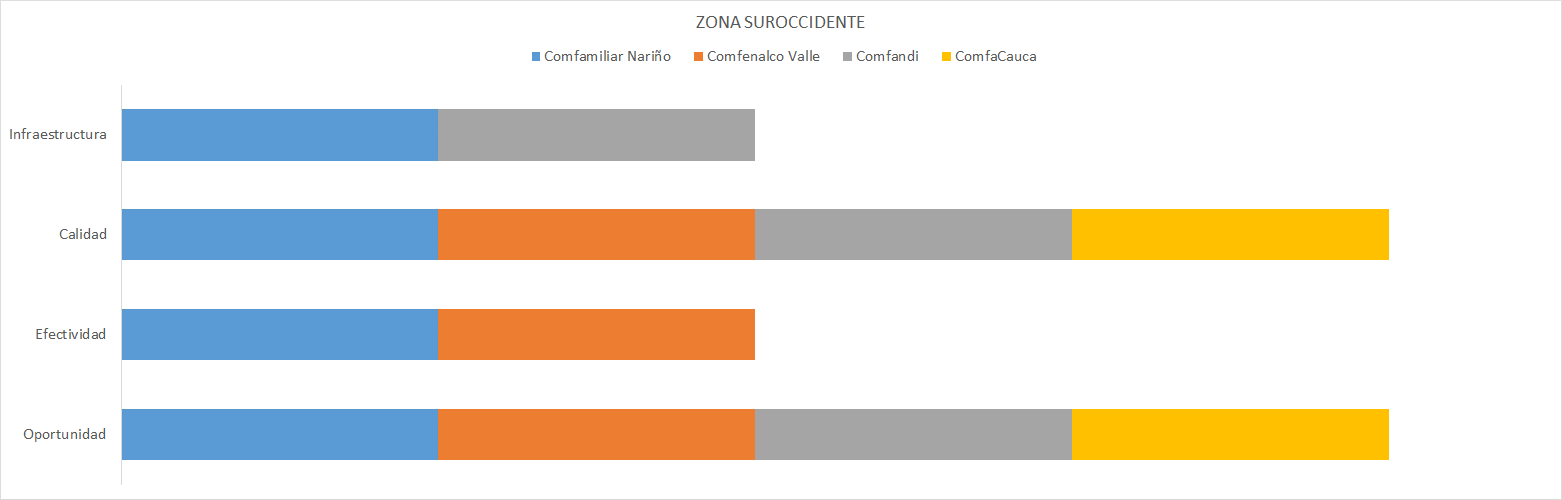 ZONA SUROCCIDENTE
Comfamiliar Nariño Comfenalco Valle Comfandi ComfaCauca
Infraestructura
Calidad
Efectividad
Oportunidad